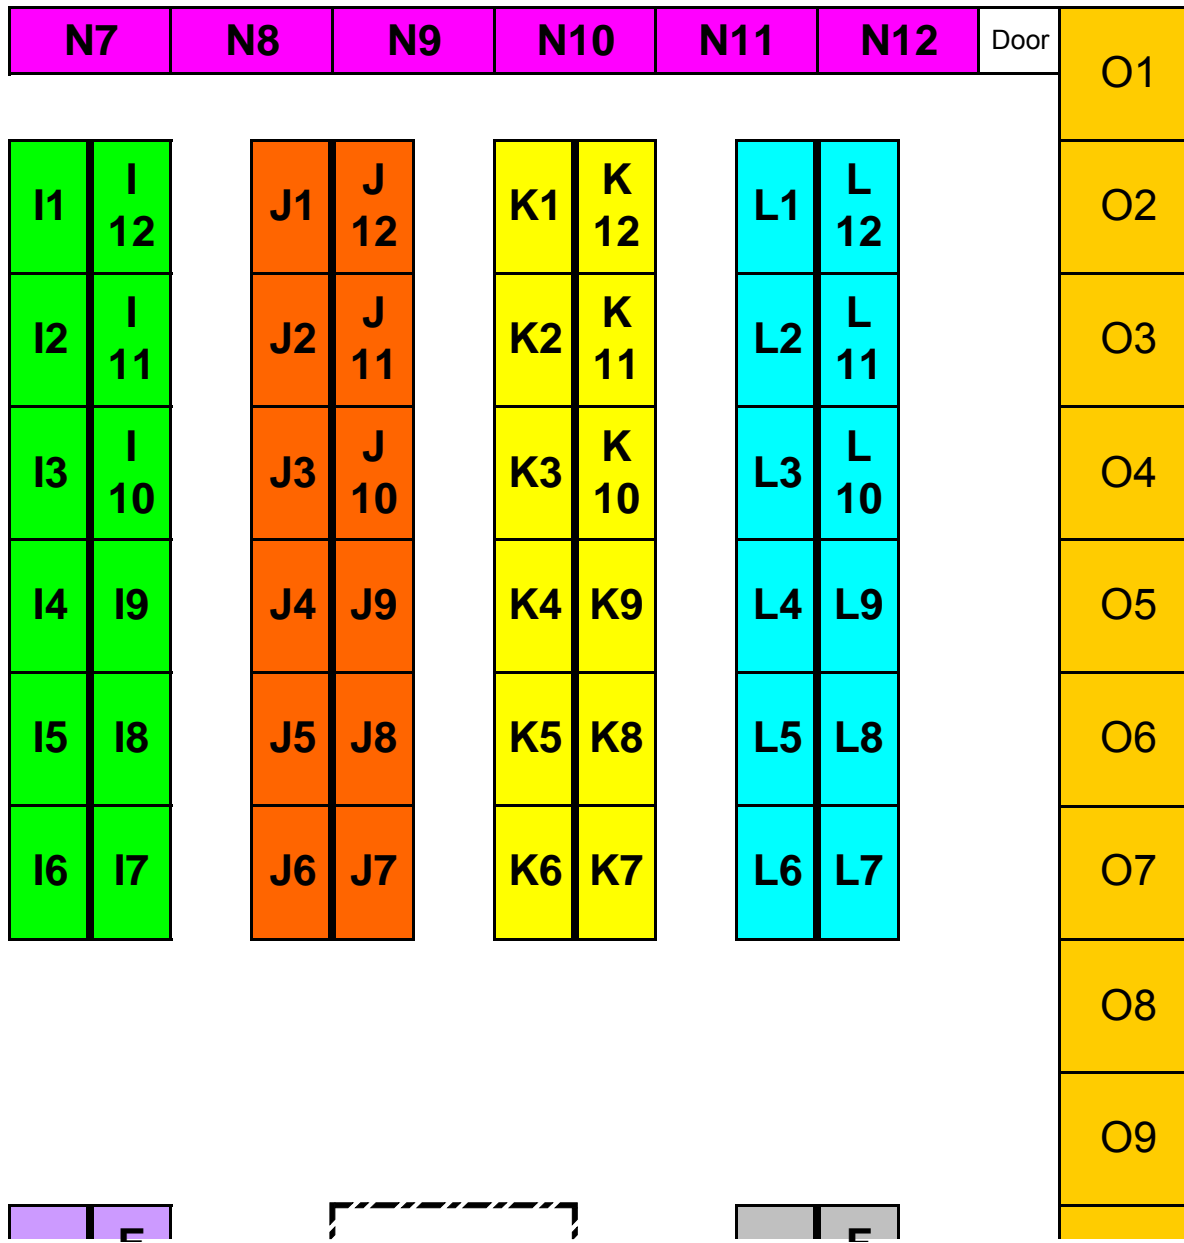 N7 N8 N9 N10 N11 N12 Door
O1
I1 I 12 J1 J 12 K1 K 12 L1 L 12 O2
I2 I 11 J2 J 11 K2 K 11 L2 L 11 O3
I3 I 10 J3 J 10 K3 K 10 L3 L 10 O4
I4 I9 J4 J9 K4 K9 L4 L9 O5
I5 I8 J5 J8 K5 K8 L5 L8 O6
I6 I7 J6 J7 K6 K7 L6 L7 O7
O8
O9